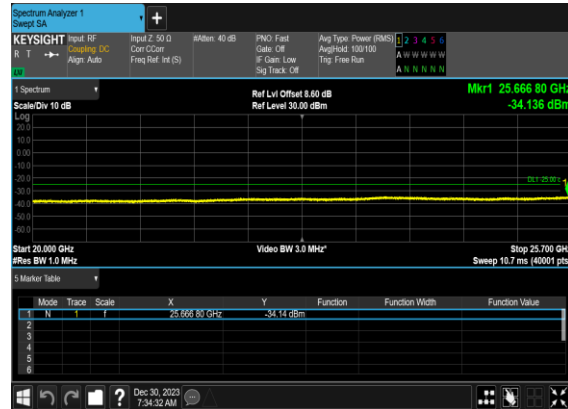 Spectrum Analyzer 1
Swept SA
+
KEYSIGHT Input: RF Input Z: 50 Ω #Atten: 40 dB PNO: Fast Avg Type: Power (RMS) 1 2 3 4 5 6
R T Coupling: DC Corr CCorr Gate: Off Avg|Hold: 100/100 A W W W W W
Align: Auto Freq Ref: Int (S) IF Gain: Low Trig: Free Run
LXI Sig Track: Off A N N N N N
1 Spectrum Ref Lvl Offset 8.60 dB Mkr1 25.666 80 GHz
Scale/Div 10 dB Ref Level 30.00 dBm -34.136 dBm
Log
20.0
10.0
0.00
-10.0
-20.0 DL1 -25.00
-30.0
-40.0
-50.0
-60.0
Start 20.000 GHz Video BW 3.0 MHz* Stop 25.700 GHz
#Res BW 1.0 MHz Sweep 10.7 ms (40001 pts
5 Marker Table
Mode Trace Scale X Y Function Function Width Function Value
1 N 1 f 25.666 80 GHz -34.14 dBm
2
3
4
5
6
? Dec 30, 2023
7:34:32 AM